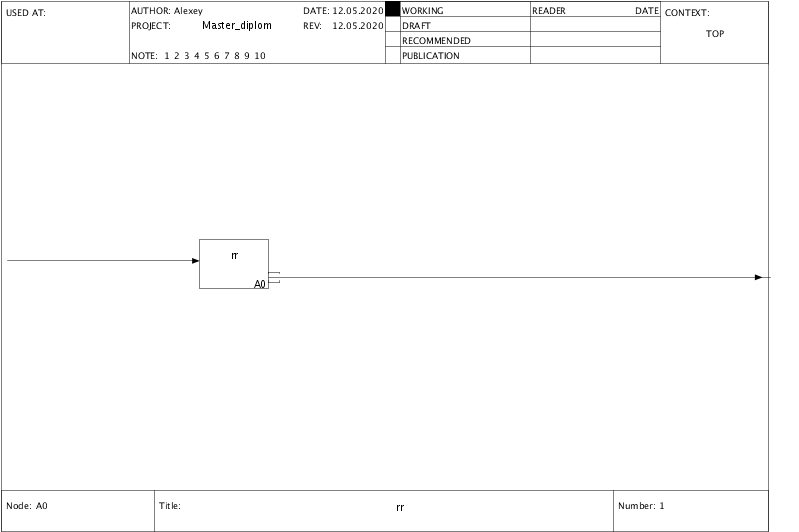 USED AT:
AUTHOR: Alexey
DATE: 12.05.2020
WORKING
READER
DATE
CONTEXT:
PROJECT:
Master_diplom
REV: 12.05.2020
DRAFT
RECOMMENDED
TOP
NOTE: 1 2 3 4 5 6 7 8 9 10
PUBLICATION
rr
A0
Node: A0
Title:
rr
Number: 1